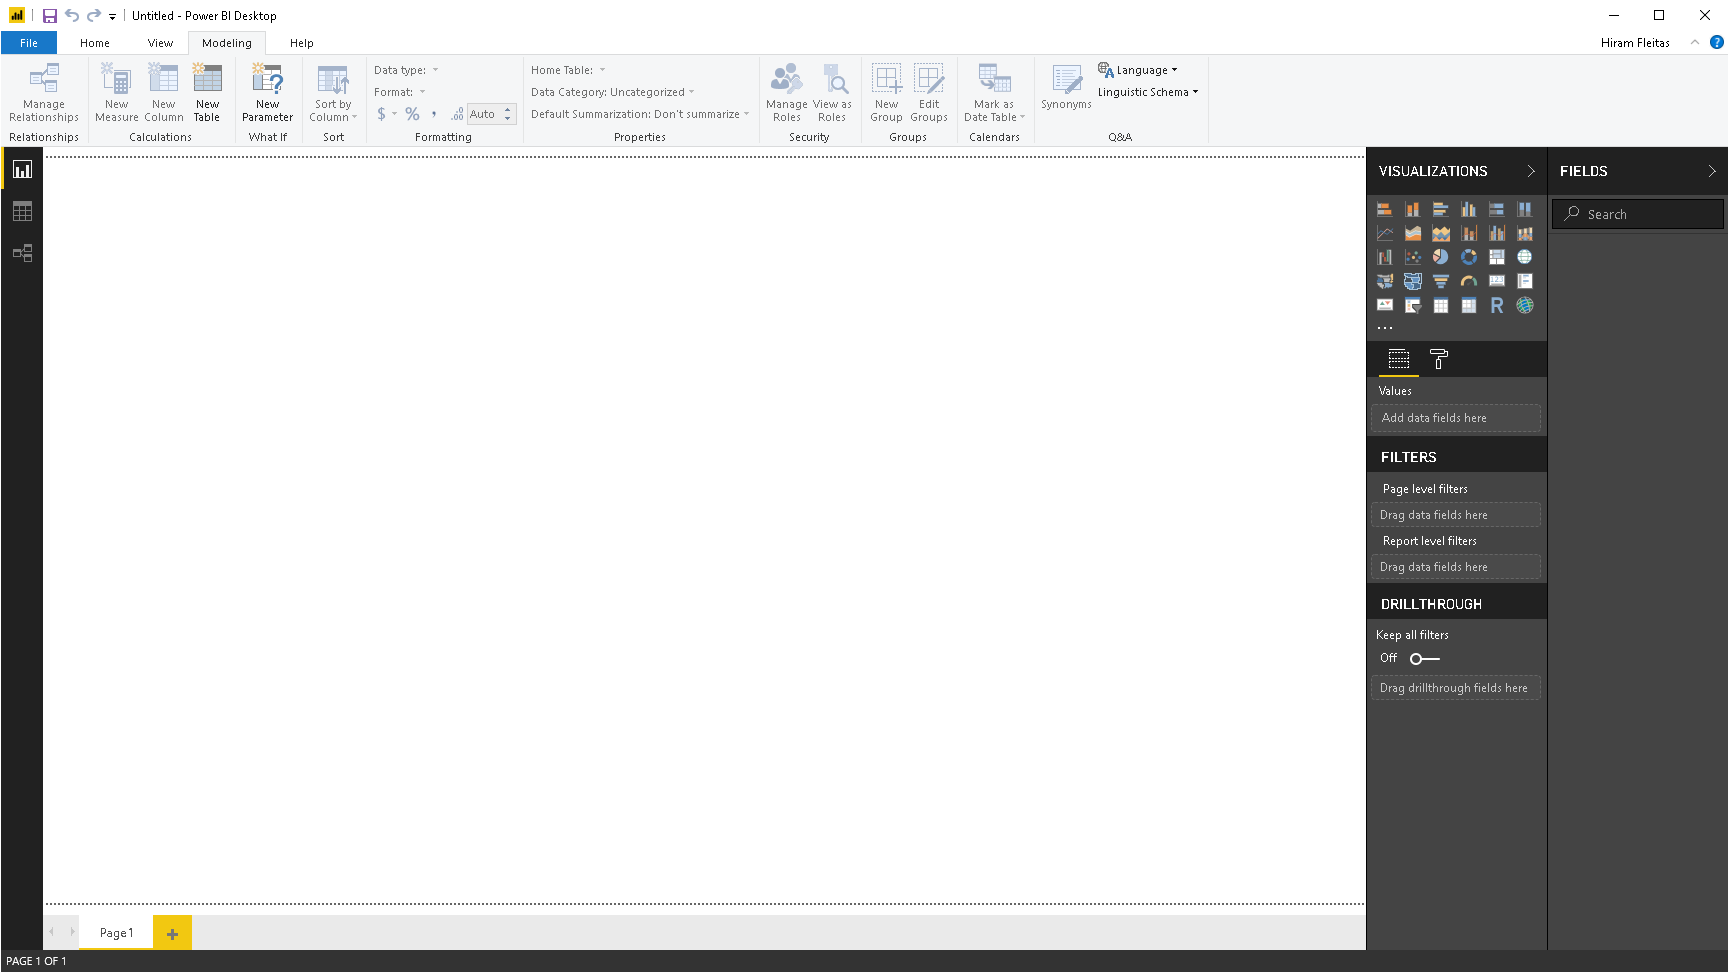 Untitled - Power BI Desktop
File Home View Modeling Help Hiram Fleitas ?
Manage Relationships
Relationships
New Measure
New Column
New Table
Calculations
New Parameter
What If
Sort by Column
Sort
Data type:
Format:
$ % , .00 Auto
Formatting
Home Table:
Data Category: Uncategorized
Default Summarization: Don't summarize
Properties
Manage Roles
View as Roles
Security
New Group
Edit Groups
Groups
Mark as Date Table
Calendars
Synonyms
Language
Linguistic Schema
Q&A
VISUALIZATIONS
R
...
Values
Add data fields here
FILTERS
Page level filters
Drag data fields here
Report level filters
Drag data fields here
DRILLTHROUGH
Keep all filters
Off
Drag drillthrough fields here
FIELDS
Search
Page1 +
PAGE 1 OF 1